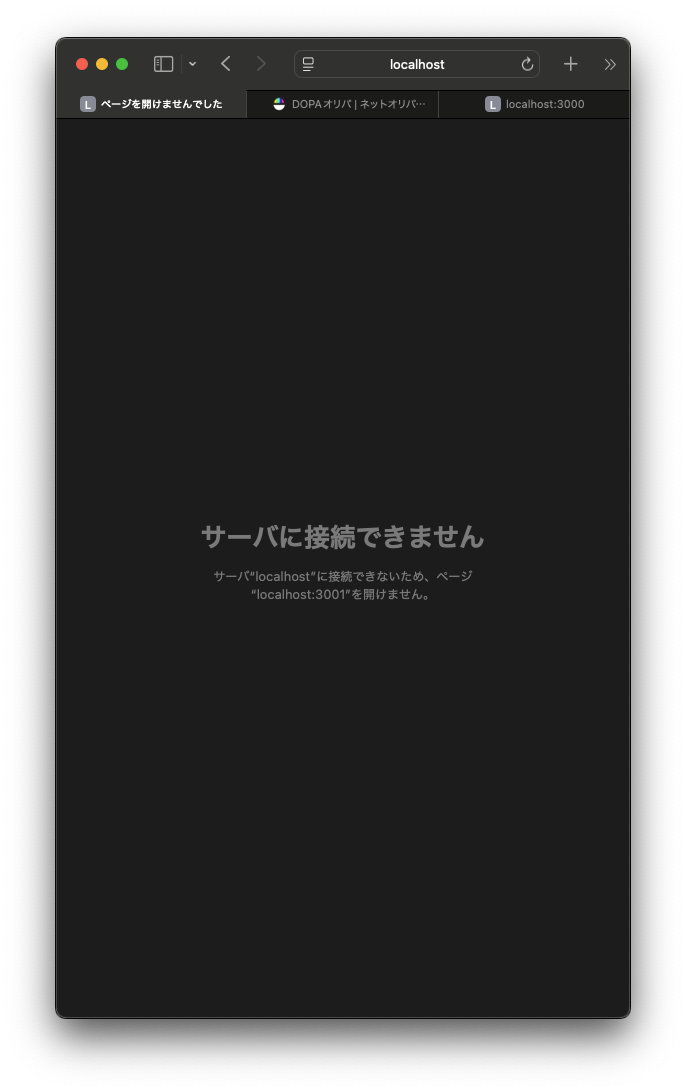 localhost
L ページを開けませんでした
DOPAオリパ | ネットオリパ…
L localhost:3000
サーバに接続できません
サーバ“localhost”に接続できないため、ページ
“localhost:3001”を開けません。